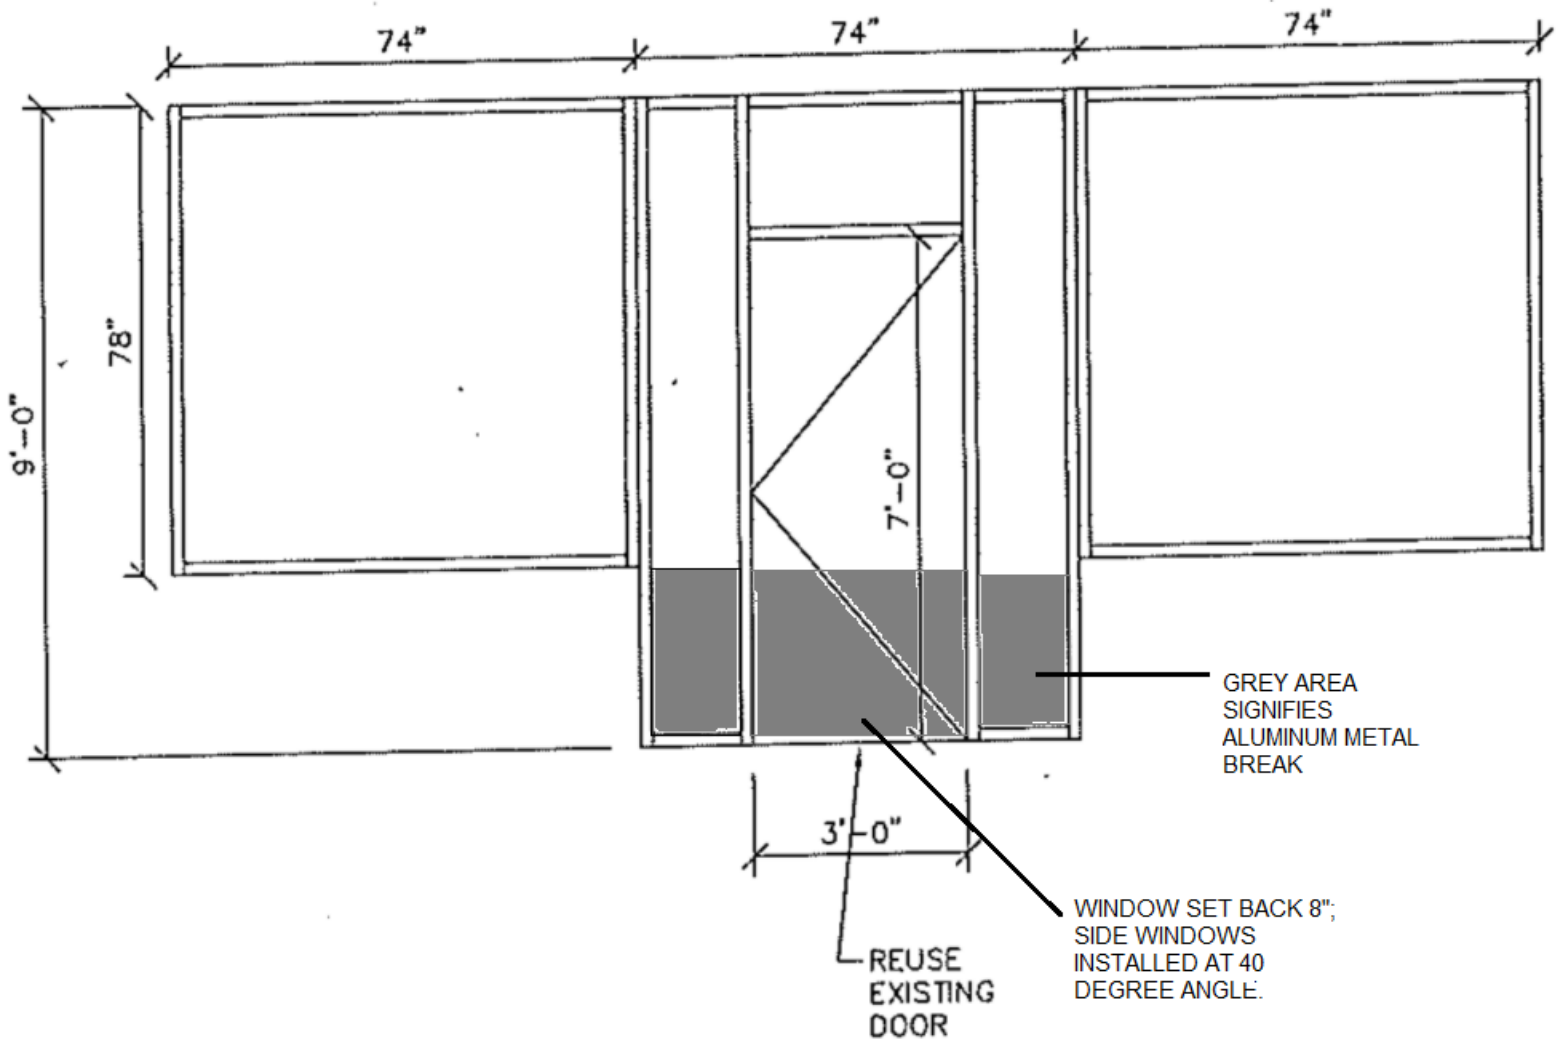 74"
74"
74"
78"
9'-0"
7'-0"
GREY AREA
SIGNIFIES
ALUMINUM METAL
BREAK
3'-0"
WINDOW SET BACK 8";
SIDE WINDOWS
INSTALLED AT 40
DEGREE ANGLE.
REUSE
EXISTING
DOOR